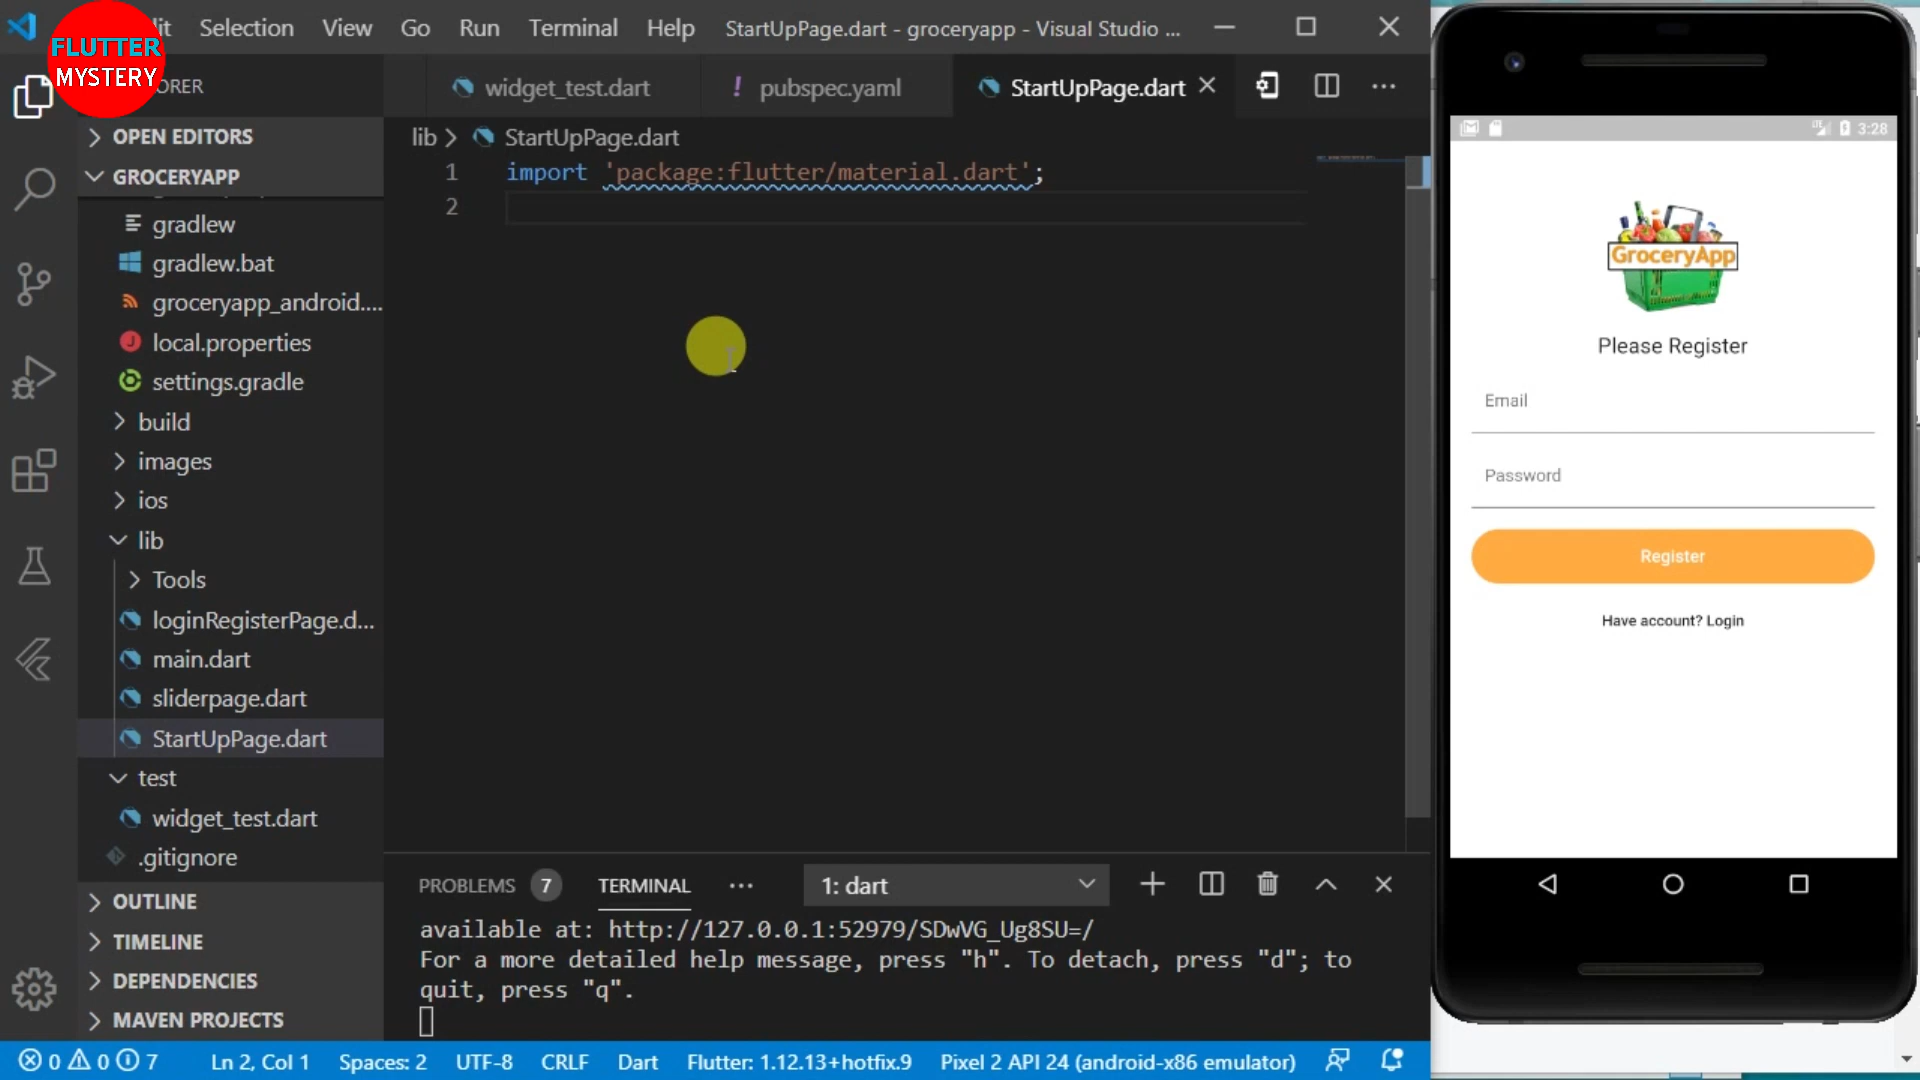 FLUTTER
MYSTERY
it Selection View Go Run Terminal Help StartUpPage.dart - groceryapp - Visual Studio ...
ORER
widget_test.dart ! pubspec.yaml StartUpPage.dart
OPEN EDITORS
lib > StartUpPage.dart
GROCERYAPP
1 import 'package:flutter/material.dart';
2
gradlew
gradlew.bat
groceryapp_android....
local.properties
settings.gradle
build
images
ios
lib
Tools
loginRegisterPage.d...
main.dart
sliderpage.dart
StartUpPage.dart
test
widget_test.dart
.gitignore
OUTLINE
TIMELINE
DEPENDENCIES
MAVEN PROJECTS
PROBLEMS 7 TERMINAL ... 1: dart
available at: http://127.0.0.1:52979/SDwVG_Ug8SU=/
For a more detailed help message, press "h". To detach, press "d"; to
quit, press "q".
0 0 7 Ln 2, Col 1 Spaces: 2 UTF-8 CRLF Dart Flutter: 1.12.13+hotfix.9 Pixel 2 API 24 (android-x86 emulator)
LTE 3:28
GroceryApp
Please Register
Email
Password
Register
Have account? Login